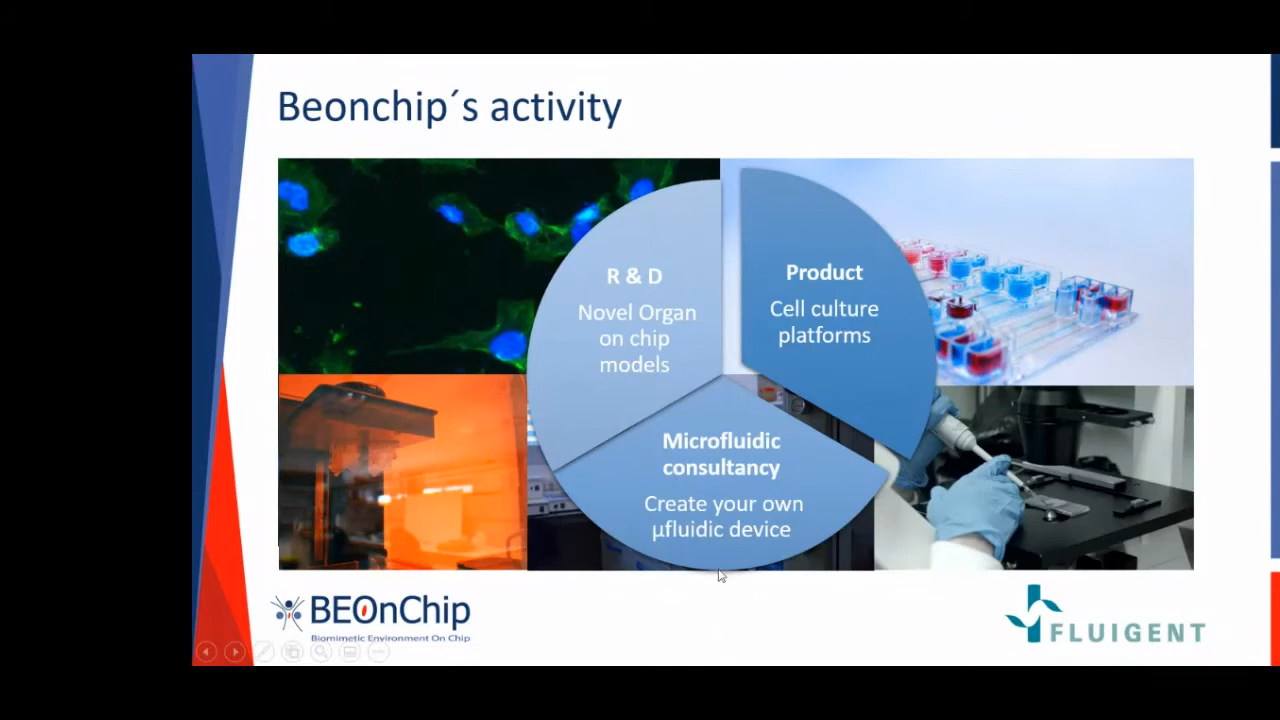 Beonchip´s activity
R & D
Novel Organ
on chip
models
Product
Cell culture
platforms
Microfluidic
consultancy
Create your own
µfluidic device
BEOnChip
Biomimetic Environment On Chip
FLUIGENT